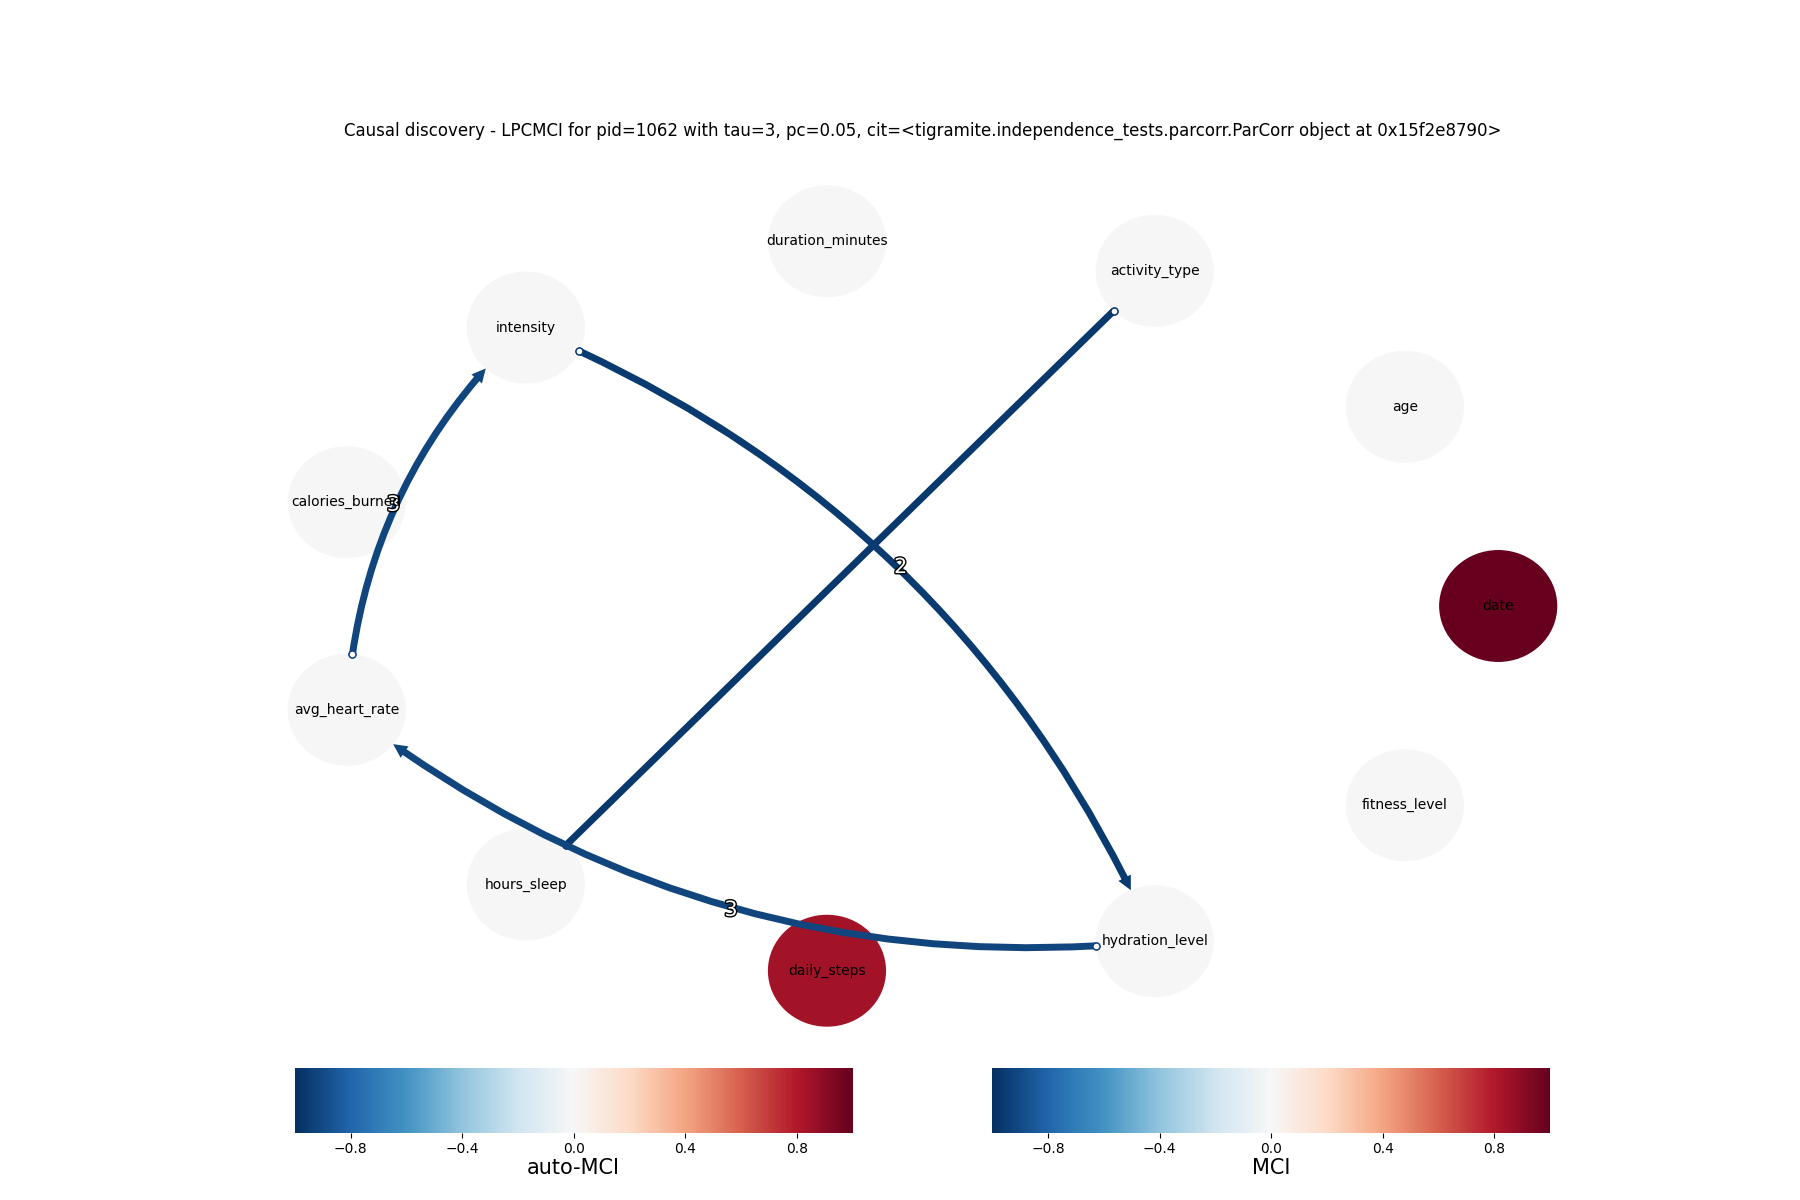 Causal discovery - LPCMCI for pid=1062 with tau=3, pc=0.05, cit=<tigramite.independence_tests.parcorr.ParCorr object at 0x15f2e8790>
duration_minutes
activity_type
intensity
age
calories_burned
3
2
date
avg_heart_rate
fitness_level
hours_sleep
3
hydration_level
daily_steps
−0.8 −0.4 0.0 0.4 0.8
auto-MCI
−0.8 −0.4 0.0 0.4 0.8
MCI